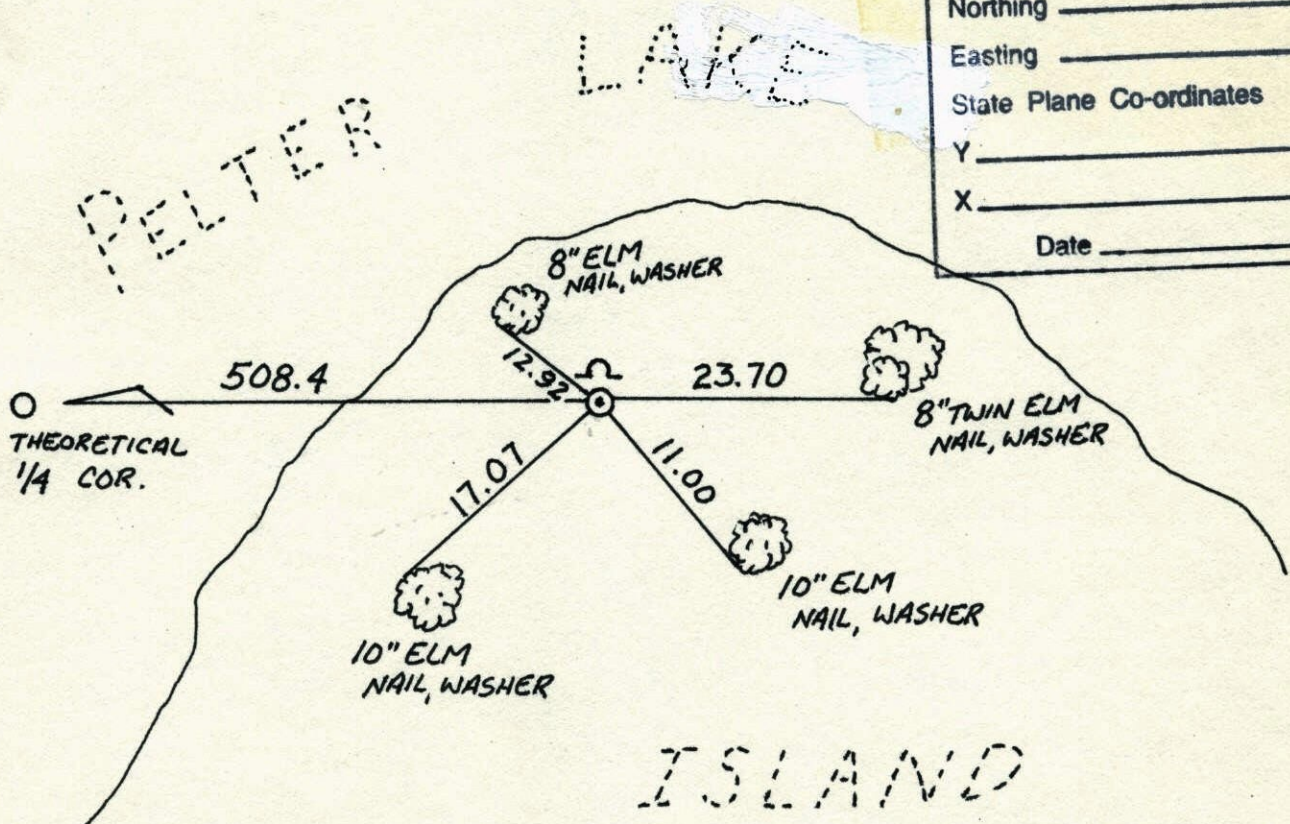 Northing
Easting
State Plane Co-ordinates
Y
X
Date
PELTER LAKE
8" ELM
NAIL, WASHER
12.92
508.4
23.70
THEORETICAL
1/4 COR.
8" TWIN ELM
NAIL, WASHER
17.07
11.00
10" ELM
NAIL, WASHER
10" ELM
NAIL, WASHER
ISLAND